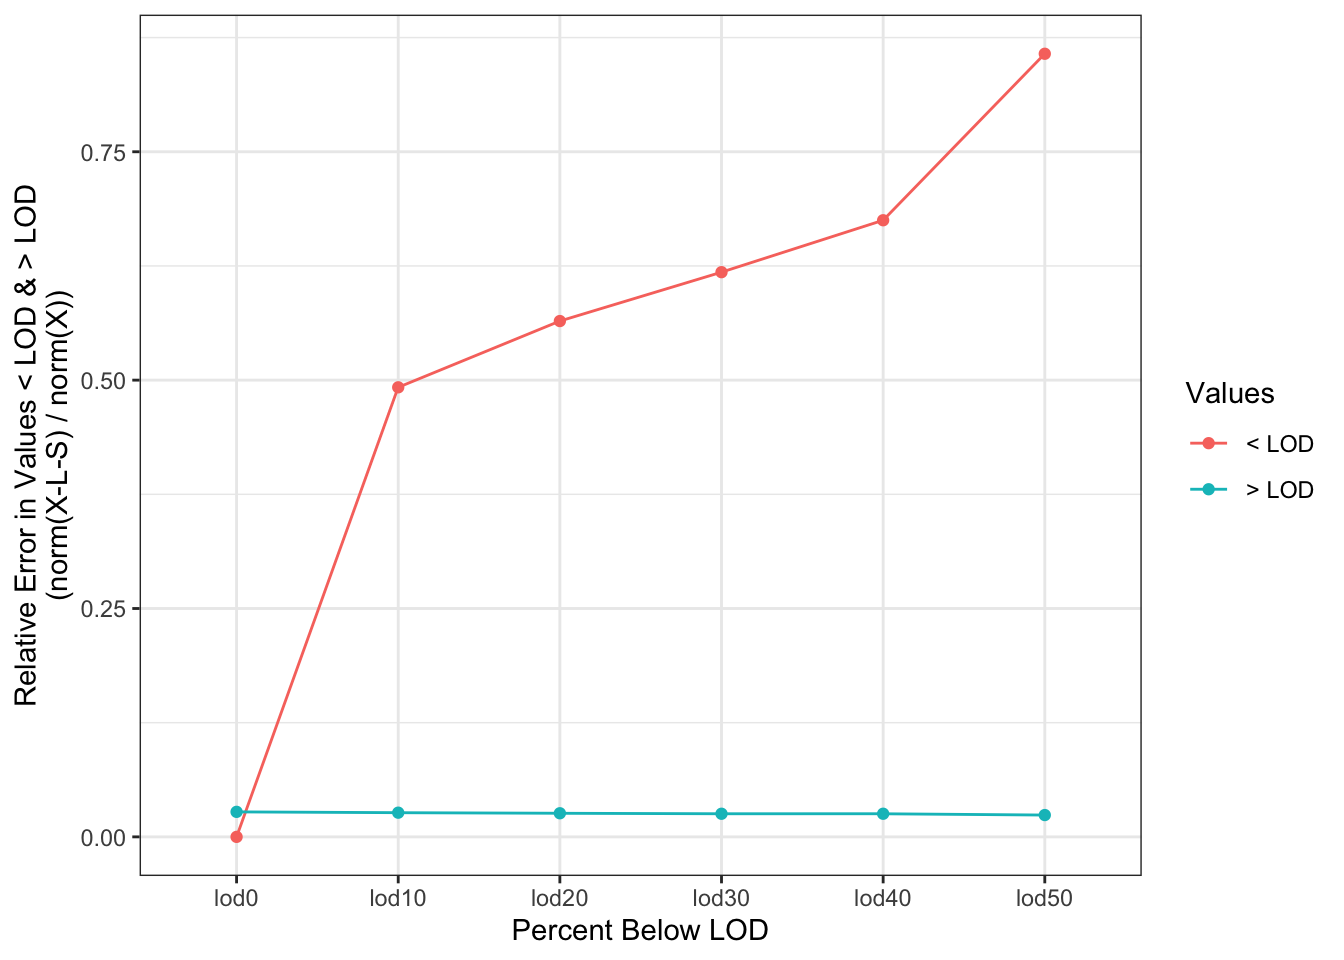 Relative Error in Values < LOD & > LOD
(norm(X-L-S) / norm(X))
0.75
0.50
0.25
0.00
lod0
lod10
lod20
lod30
lod40
lod50
Percent Below LOD
Values
< LOD
> LOD